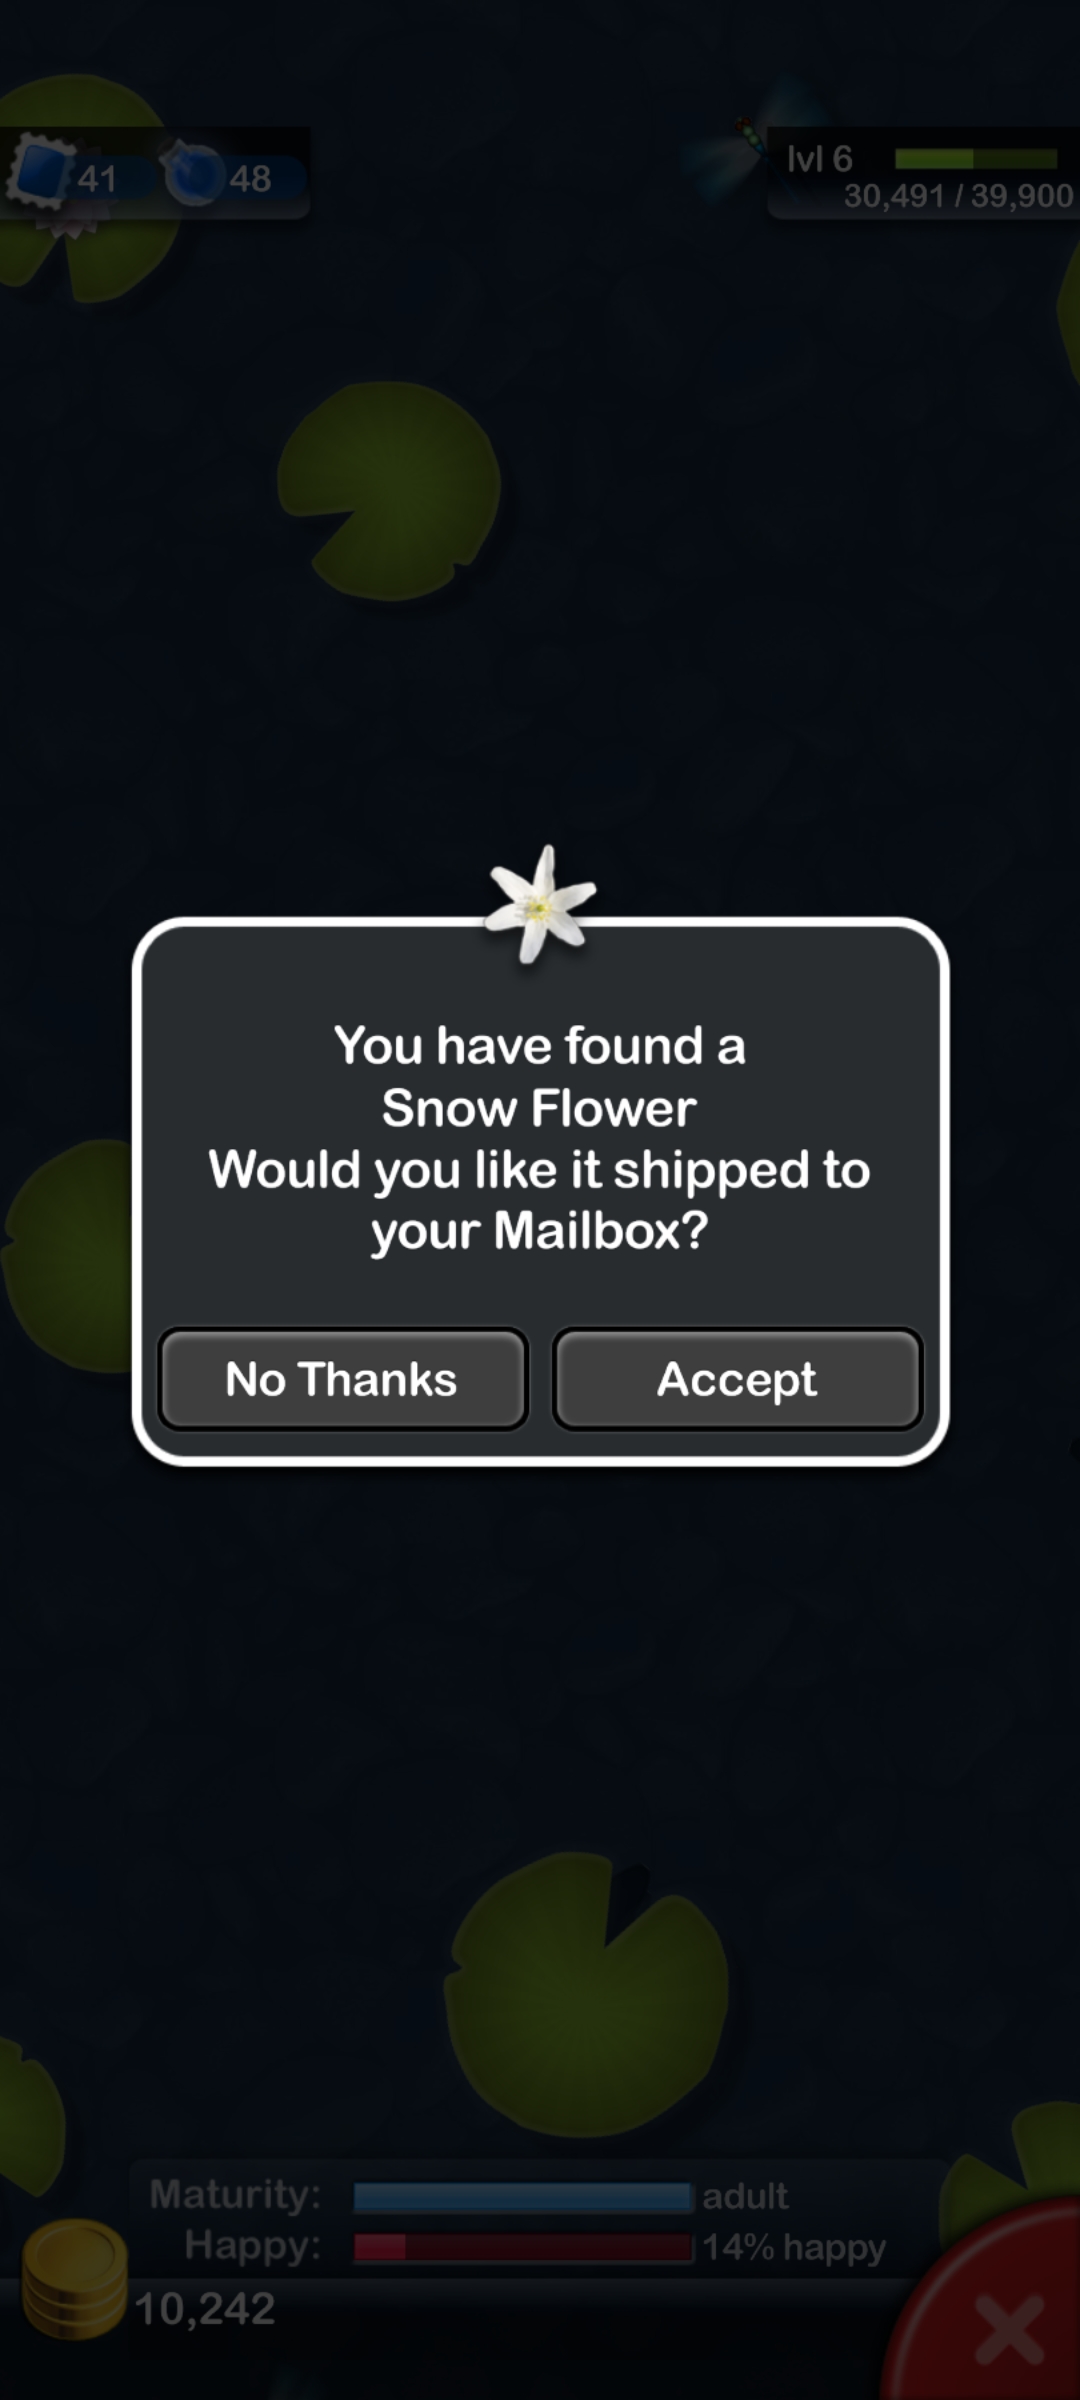 41 48
lvl 6
30,491 / 39,900
You have found a
Snow Flower
Would you like it shipped to
your Mailbox?
No Thanks Accept
Maturity: adult
Happy: 14% happy
10,242